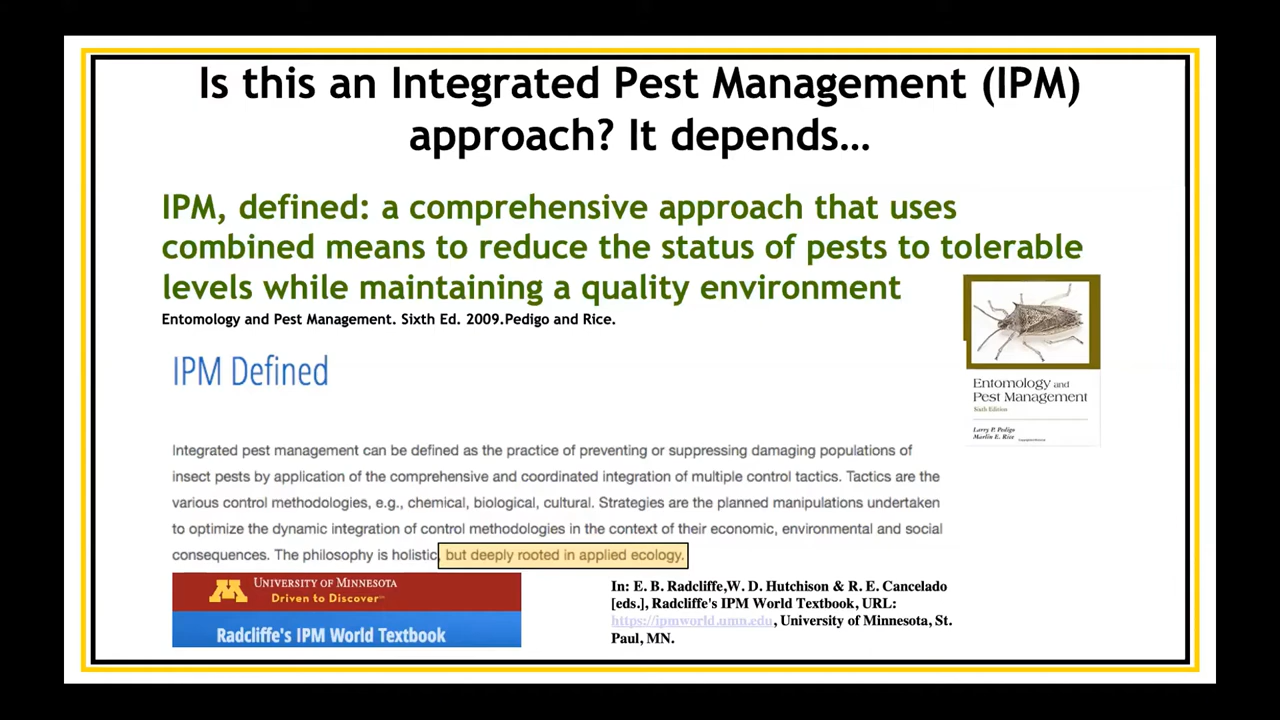 Is this an Integrated Pest Management (IPM)
approach? It depends…
IPM, defined: a comprehensive approach that uses
combined means to reduce the status of pests to tolerable
levels while maintaining a quality environment
Entomology and Pest Management. Sixth Ed. 2009.Pedigo and Rice.
Entomology and
Pest Management
Sixth Edition
Larry P. Pedigo
Marlin E. Rice
IPM Defined
Integrated pest management can be defined as the practice of preventing or suppressing damaging populations of
insect pests by application of the comprehensive and coordinated integration of multiple control tactics. Tactics are the
various control methodologies, e.g., chemical, biological, cultural. Strategies are the planned manipulations undertaken
to optimize the dynamic integration of control methodologies in the context of their economic, environmental and social
consequences. The philosophy is holistic, but deeply rooted in applied ecology.
M UNIVERSITY OF MINNESOTA
Driven to Discover℠
Radcliffe's IPM World Textbook
In: E. B. Radcliffe,W. D. Hutchison & R. E. Cancelado
[eds.], Radcliffe's IPM World Textbook, URL:
https://ipmworld.umn.edu, University of Minnesota, St.
Paul, MN.